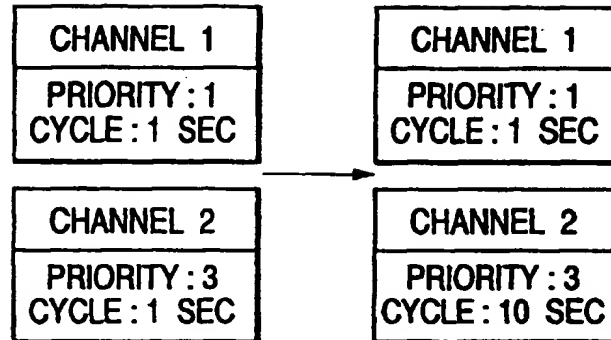 CHANNEL 1
PRIORITY : 1
CYCLE : 1 SEC
CHANNEL 2
PRIORITY : 3
CYCLE : 1 SEC
CHANNEL 1
PRIORITY : 1
CYCLE : 1 SEC
CHANNEL 2
PRIORITY : 3
CYCLE : 10 SEC